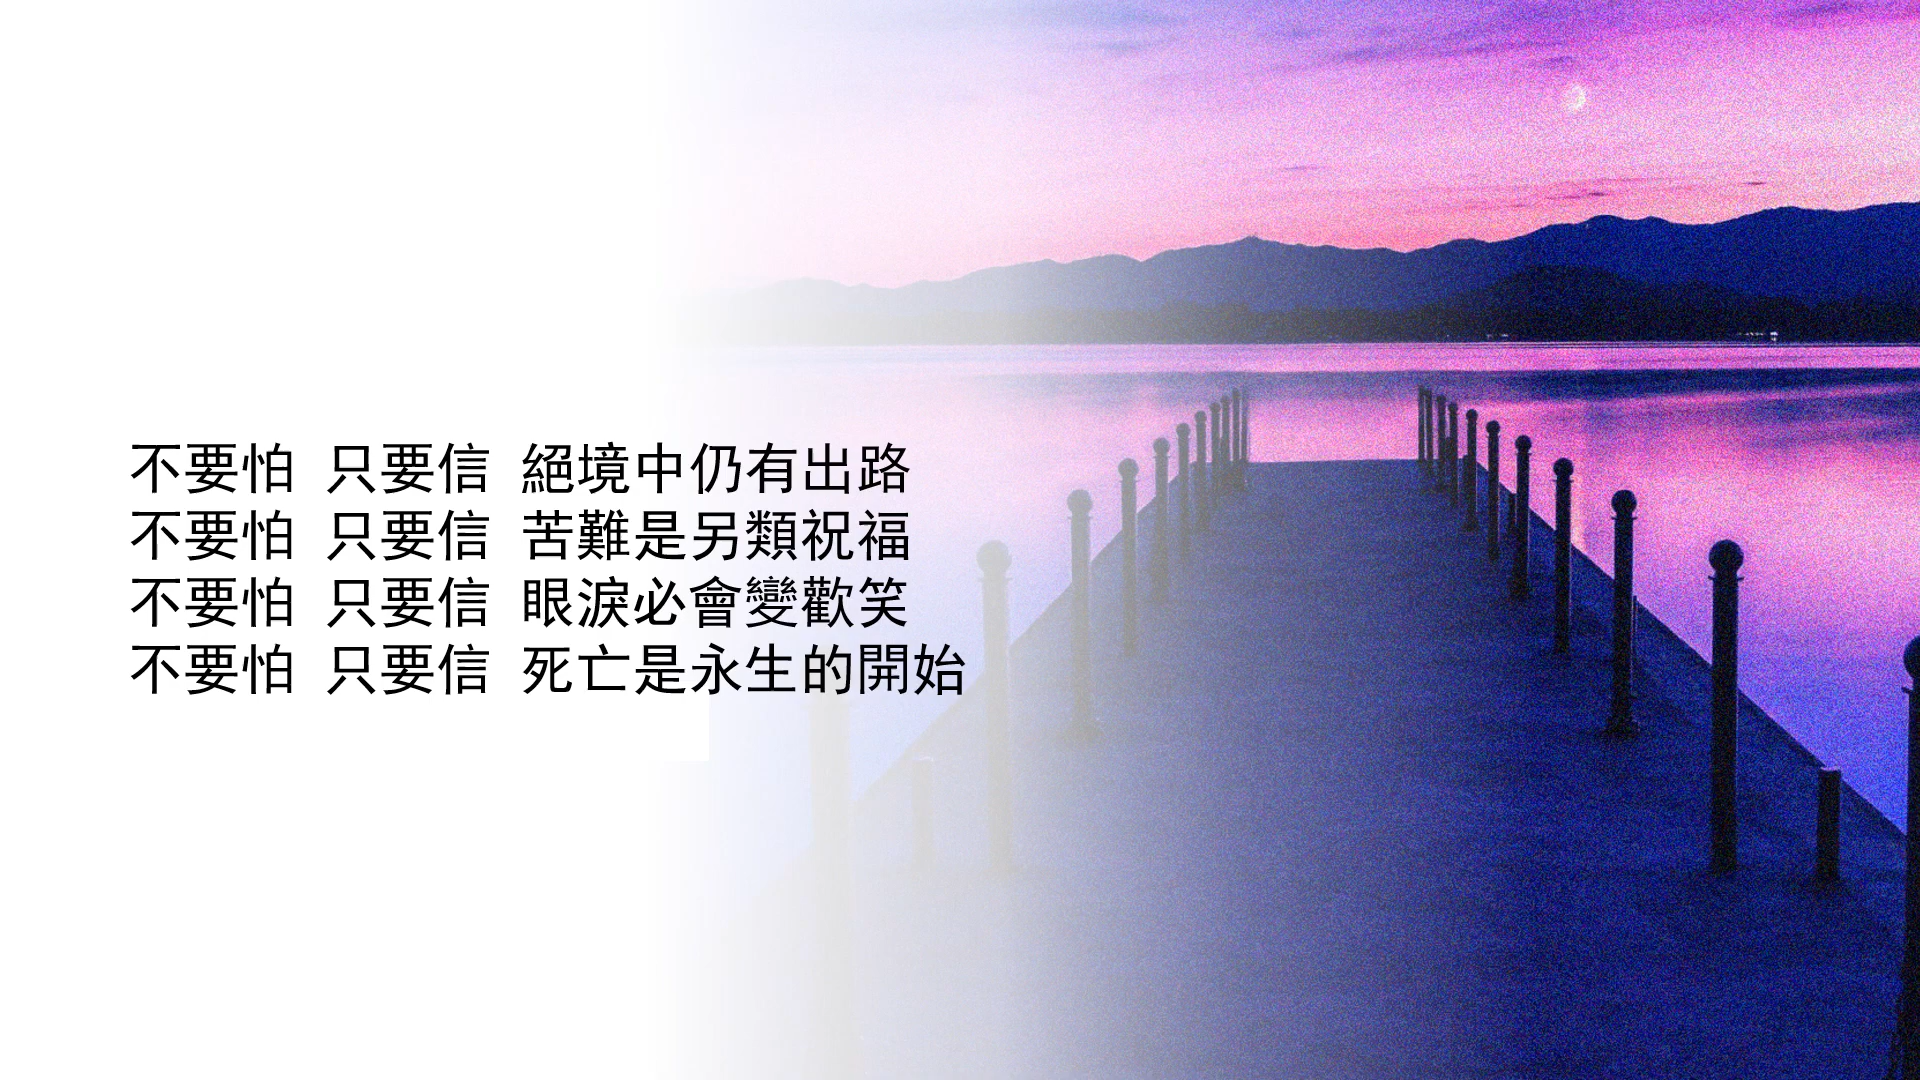 不要怕 只要信 絕境中仍有出路
不要怕 只要信 苦難是另類祝福
不要怕 只要信 眼淚必會變歡笑
不要怕 只要信 死亡是永生的開始